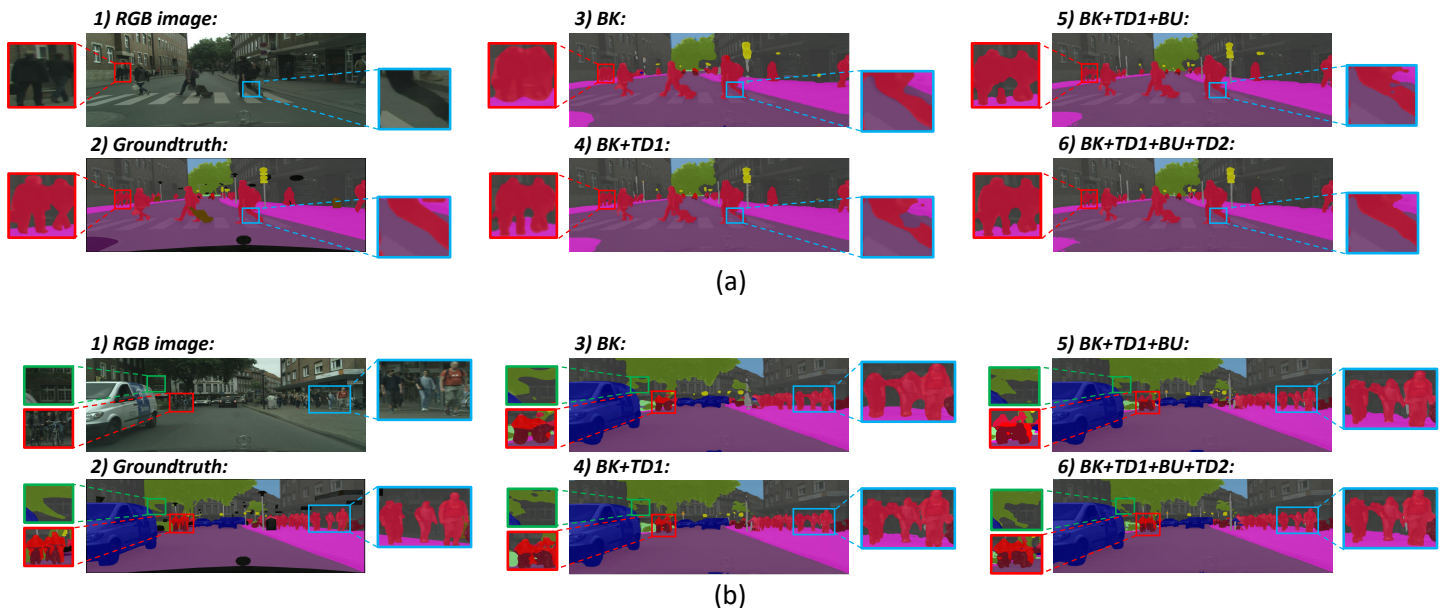 1) RGB image:
3) BK:
5) BK+TD1+BU:
2) Groundtruth:
4) BK+TD1:
6) BK+TD1+BU+TD2:
(a)
1) RGB image:
3) BK:
5) BK+TD1+BU:
2) Groundtruth:
4) BK+TD1:
6) BK+TD1+BU+TD2:
(b)